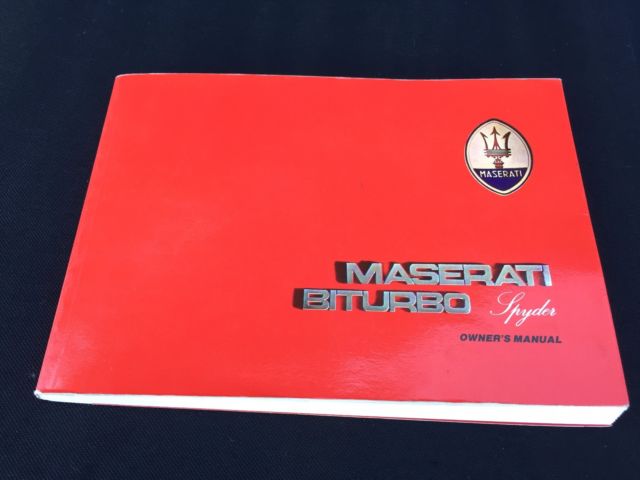 MASERATI
MASERATI
BITURBO Spyder
OWNER'S MANUAL